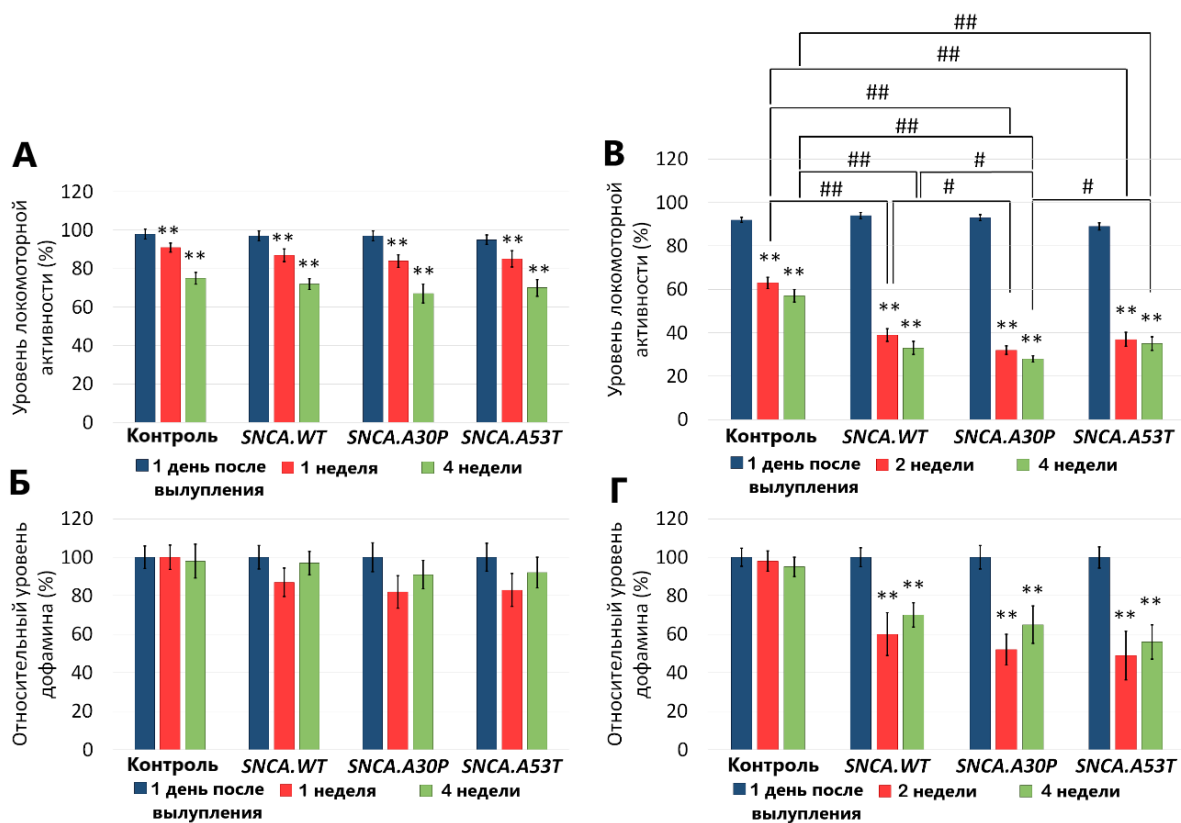 А
Уровень локомоторной
активности (%)
120
100
80
60
40
20
0
**
**
**
**
**
**
**
**
Контроль
SNCA.WT
SNCA.A30P
SNCA.A53T
1 день после
вылупления
1 неделя
4 недели
Б
Относительный уровень
дофамина (%)
120
100
80
60
40
20
0
Контроль
SNCA.WT
SNCA.A30P
SNCA.A53T
1 день после
вылупления
1 неделя
4 недели
В
Уровень локомоторной
активности (%)
##
##
##
##
##
#
##
#
#
120
100
80
60
40
20
0
**
**
**
**
**
**
**
**
Контроль
SNCA.WT
SNCA.A30P
SNCA.A53T
1 день после
вылупления
2 недели
4 недели
Г
Относительный уровень
дофамина (%)
120
100
80
60
40
20
0
**
**
**
**
**
**
Контроль
SNCA.WT
SNCA.A30P
SNCA.A53T
1 день после
вылупления
2 недели
4 недели